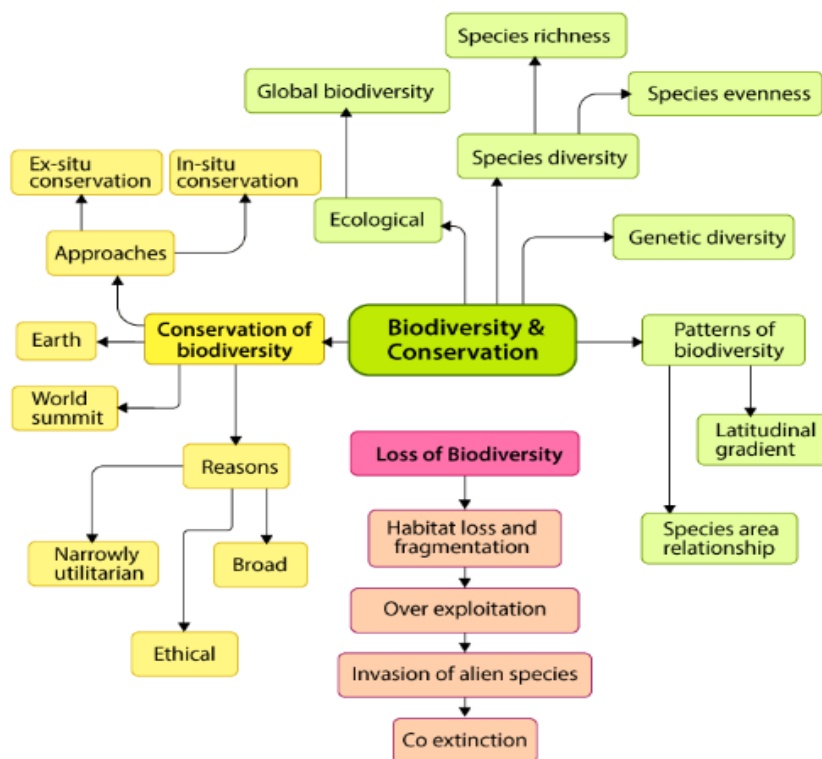 Species richness
Global biodiversity
Species evenness
Species diversity
Ex-situ
conservation
In-situ
conservation
Ecological
Genetic diversity
Approaches
Biodiversity &
Conservation
Conservation of
biodiversity
Earth
Patterns of
biodiversity
World
summit
Latitudinal
gradient
Loss of Biodiversity
Reasons
Habitat loss and
fragmentation
Species area
relationship
Narrowly
utilitarian
Broad
Over exploitation
Ethical
Invasion of alien species
Co extinction